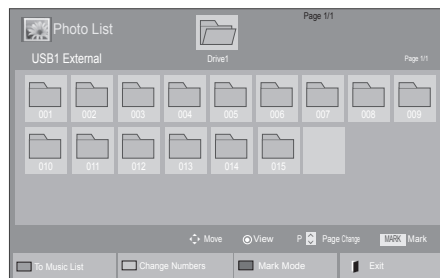 Page 1/1
Photo List
USB1 External
Drive1
Page 1/1
001 002 003 004 005 006 007 008 009
010 011 012 013 014 015
Move View P Page Change MARK Mark
To Music List Change Numbers Mark Mode Exit